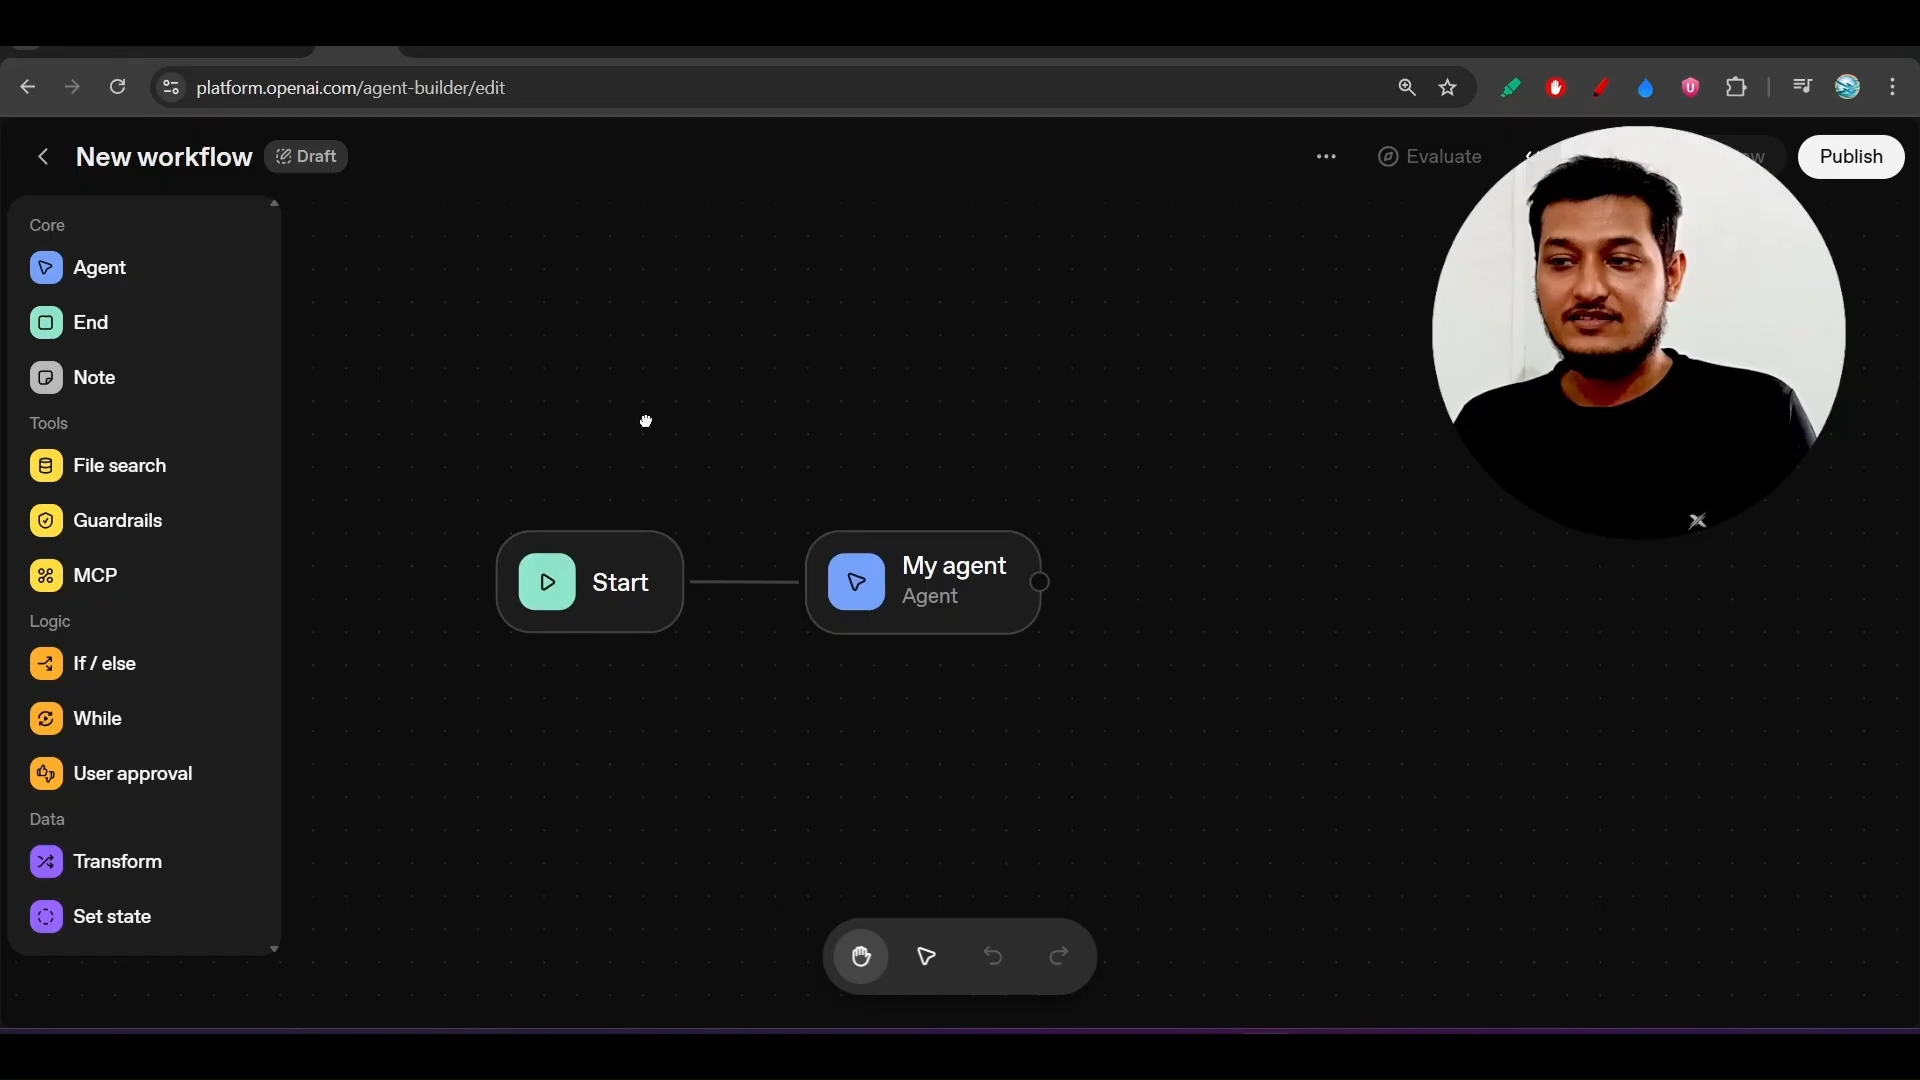 platform.openai.com/agent-builder/edit
New workflow
Draft
Evaluate
Publish
Core
Agent
End
Note
Tools
File search
Guardrails
MCP
Logic
If / else
While
User approval
Data
Transform
Set state
Start
My agent
Agent